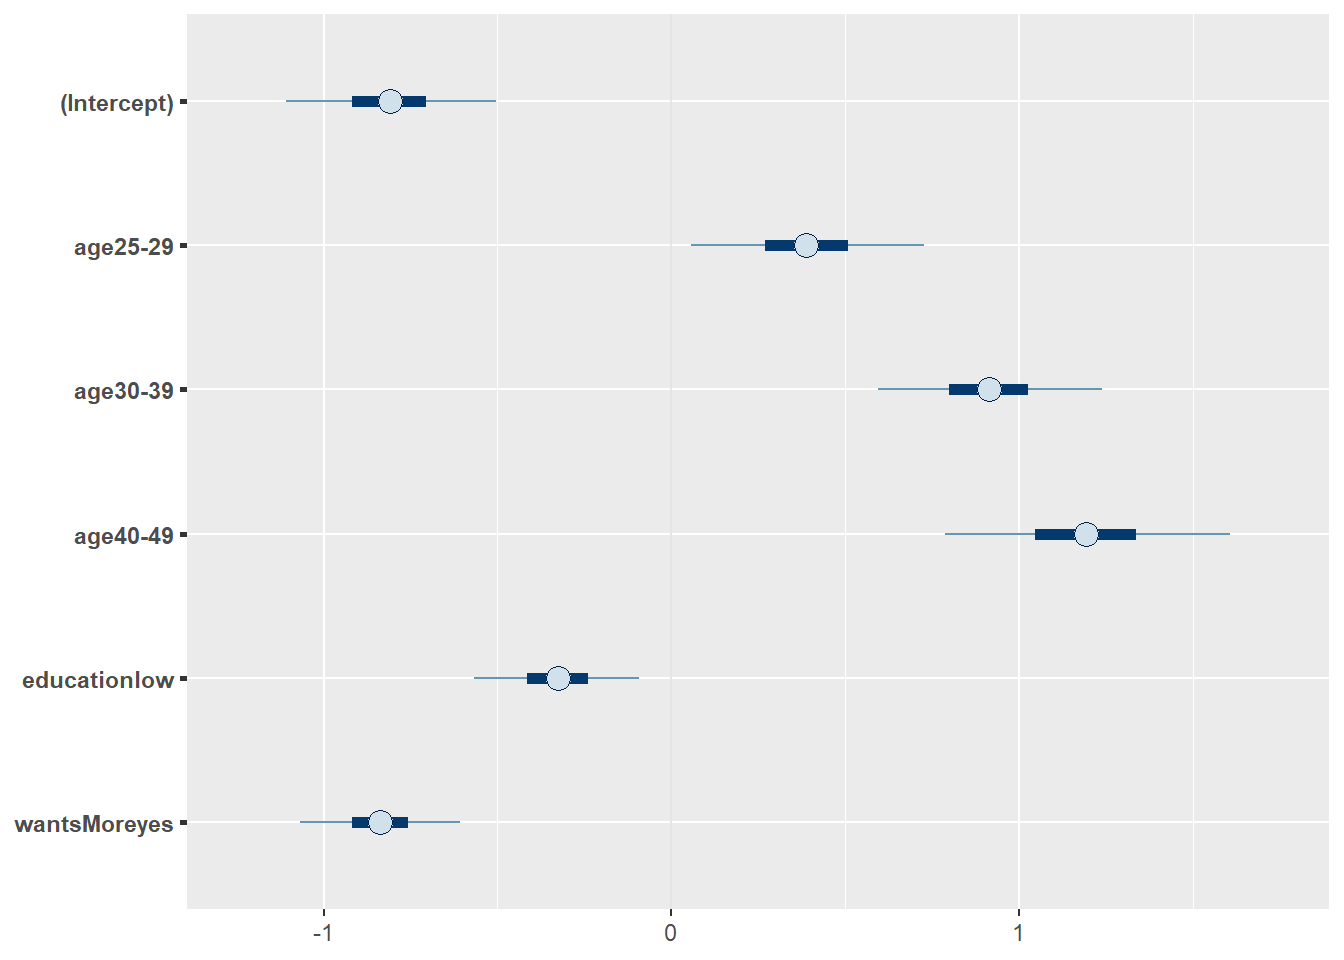 (Intercept)
age25-29
age30-39
age40-49
educationlow
wantsMoreyes
-1 0 1